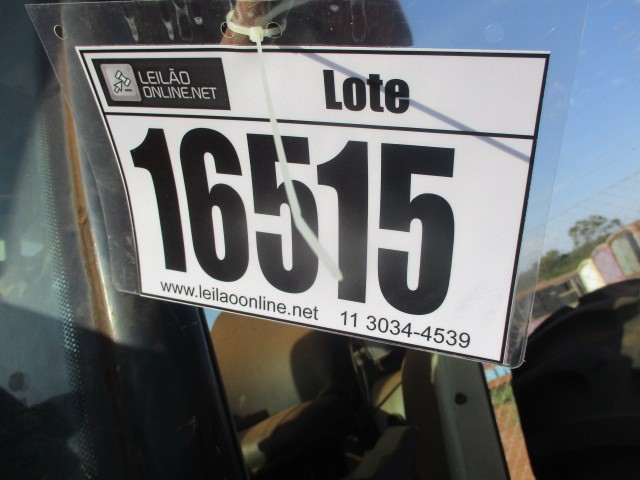 LEILÃO
ONLINE.NET
Lote
16515
www.leilaoonline.net 11 3034-4539